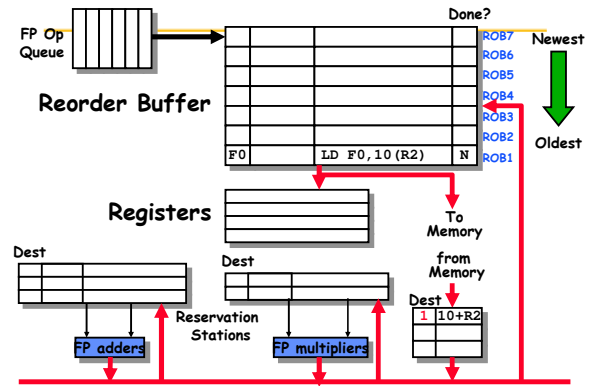 Done?
FP Op
Queue
ROB7
Newest
ROB6
ROB5
Reorder Buffer
ROB4
ROB3
ROB2
Oldest
F0
LD F0,10(R2)
N
ROB1
Registers
To
Memory
from
Memory
Dest
Dest
Dest
1
10+R2
Reservation
Stations
FP adders
FP multipliers